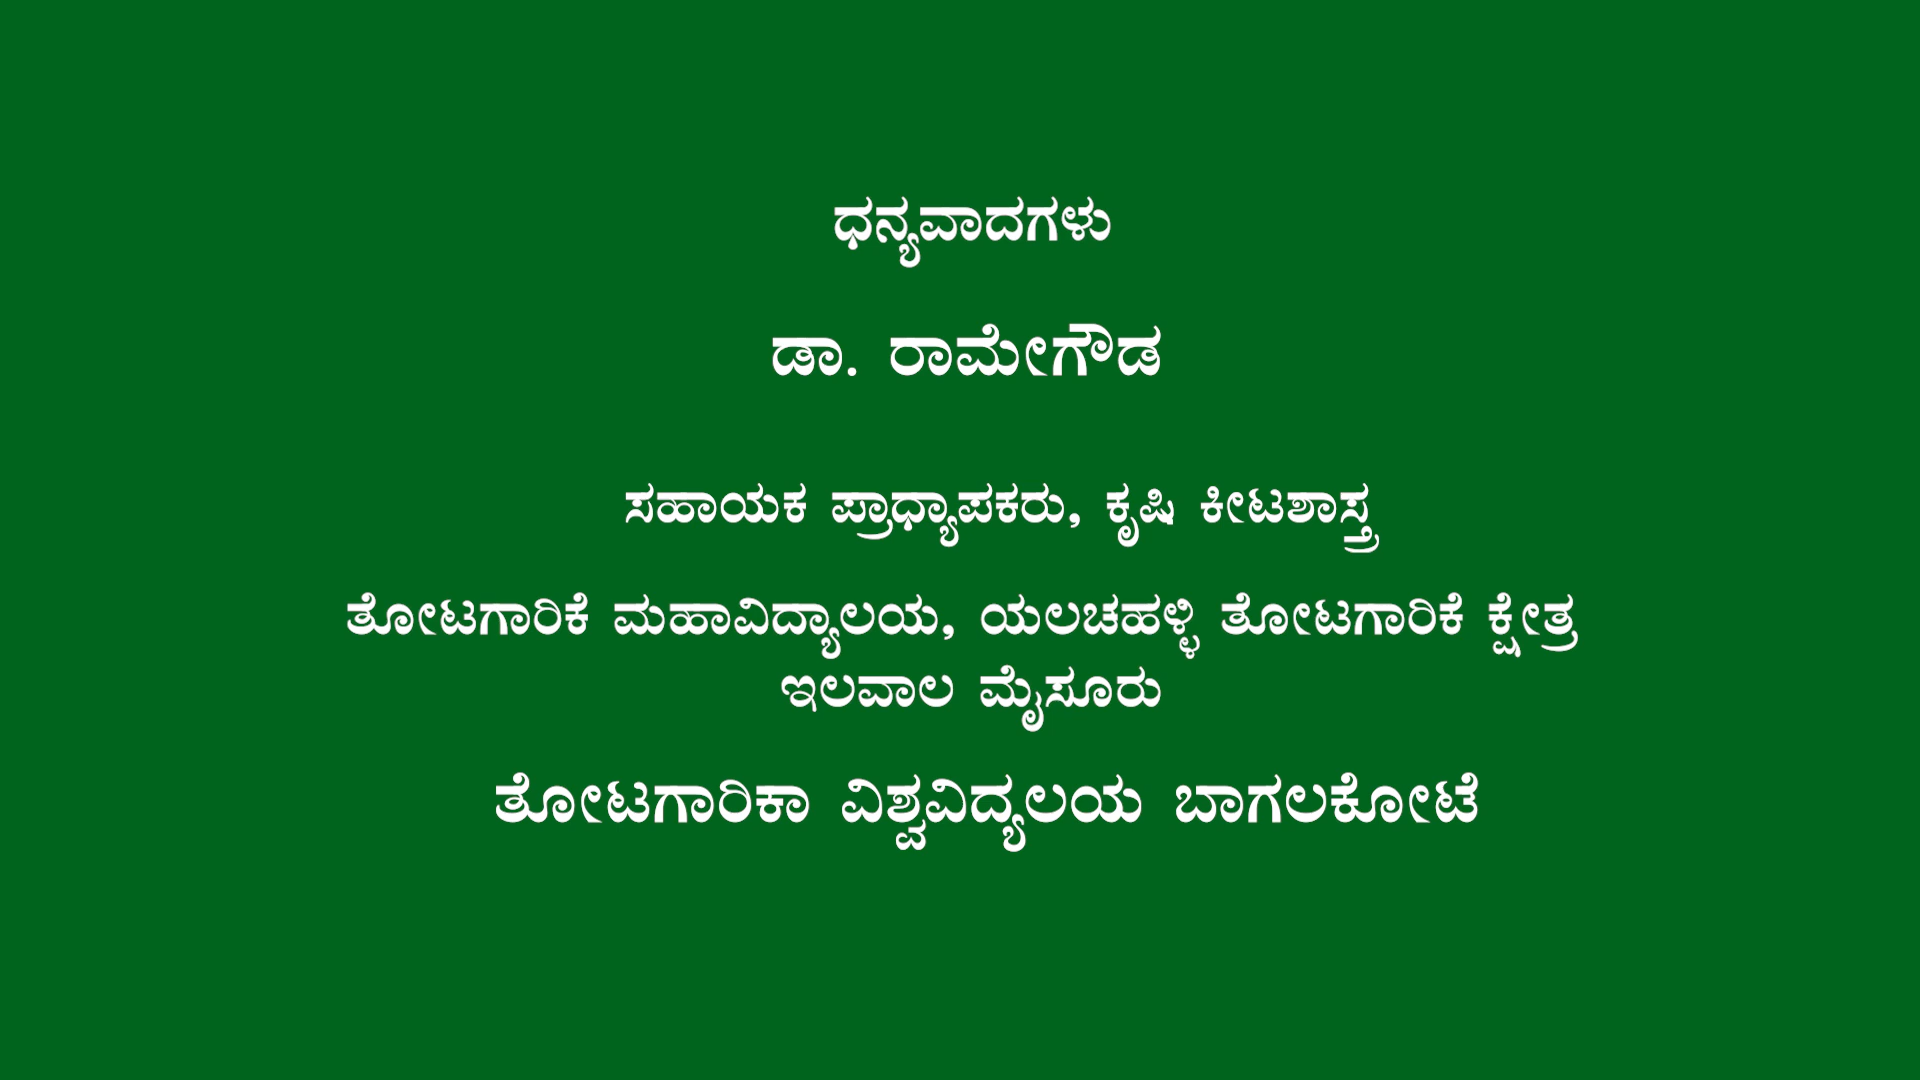 ಧನ್ಯವಾದಗಳು
ಡಾ. ರಾಮೇಗೌಡ
ಸಹಾಯಕ ಪ್ರಾಧ್ಯಾಪಕರು, ಕೃಷಿ ಕೀಟಶಾಸ್ತ್ರ
ತೋಟಗಾರಿಕೆ ಮಹಾವಿದ್ಯಾಲಯ, ಯಲಚಹಳ್ಳಿ ತೋಟಗಾರಿಕೆ ಕ್ಷೇತ್ರ
ಇಲವಾಲ ಮೈಸೂರು
ತೋಟಗಾರಿಕಾ ವಿಶ್ವವಿದ್ಯಲಯ ಬಾಗಲಕೋಟೆ